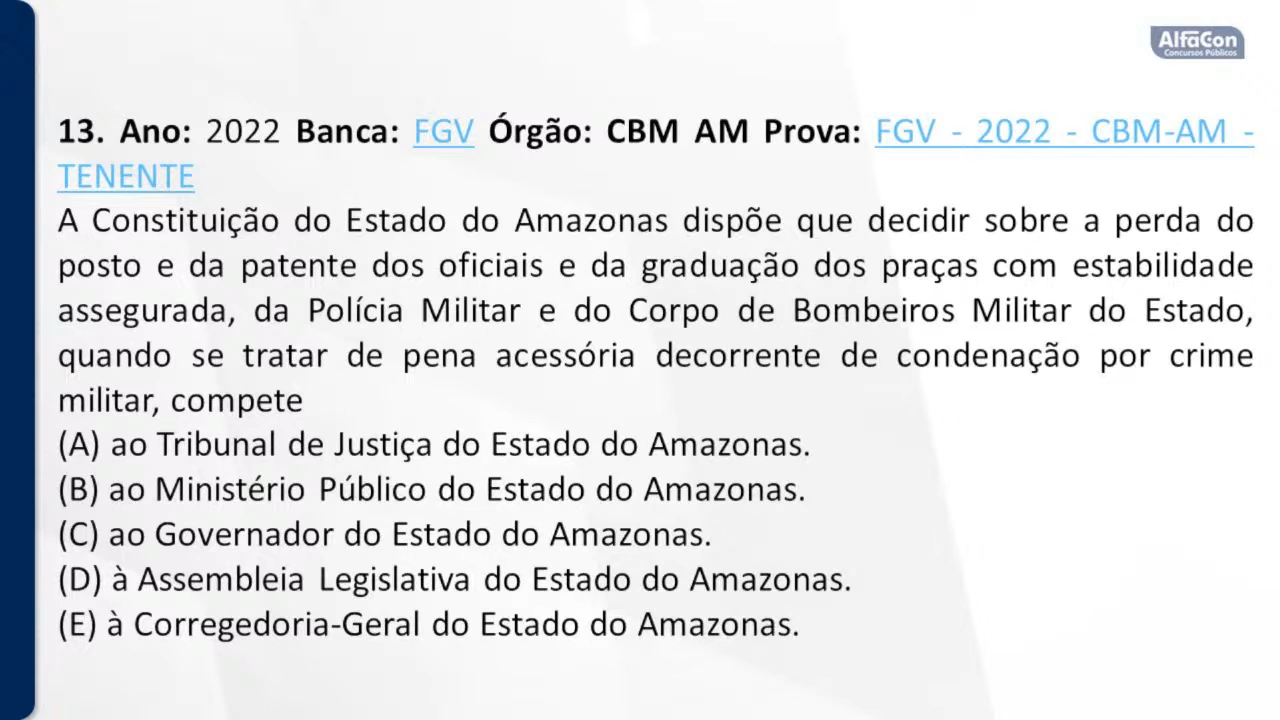 AlfaCon
Concursos Públicos
13. Ano: 2022 Banca: FGV Órgão: CBM AM Prova: FGV - 2022 - CBM-AM -
TENENTE
A Constituição do Estado do Amazonas dispõe que decidir sobre a perda do
posto e da patente dos oficiais e da graduação dos praças com estabilidade
assegurada, da Polícia Militar e do Corpo de Bombeiros Militar do Estado,
quando se tratar de pena acessória decorrente de condenação por crime
militar, compete
(A) ao Tribunal de Justiça do Estado do Amazonas.
(B) ao Ministério Público do Estado do Amazonas.
(C) ao Governador do Estado do Amazonas.
(D) à Assembleia Legislativa do Estado do Amazonas.
(E) à Corregedoria-Geral do Estado do Amazonas.